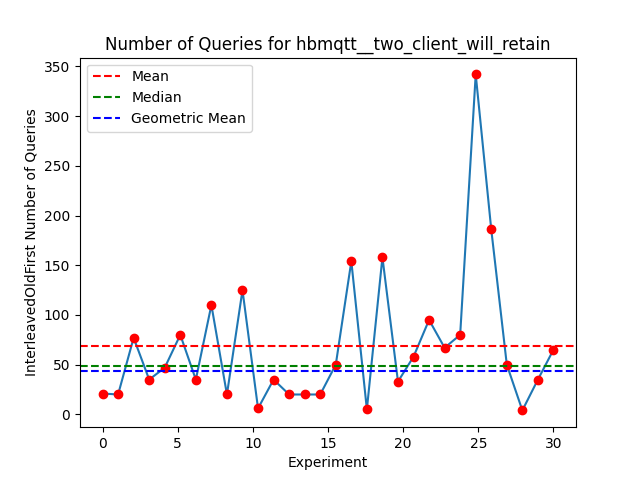 Number of Queries for hbmqtt__two_client_will_retain
350
300
250
200
150
100
50
0
InterleavedOldFirst Number of Queries
Mean
Median
Geometric Mean
0
5
10
15
20
25
30
Experiment